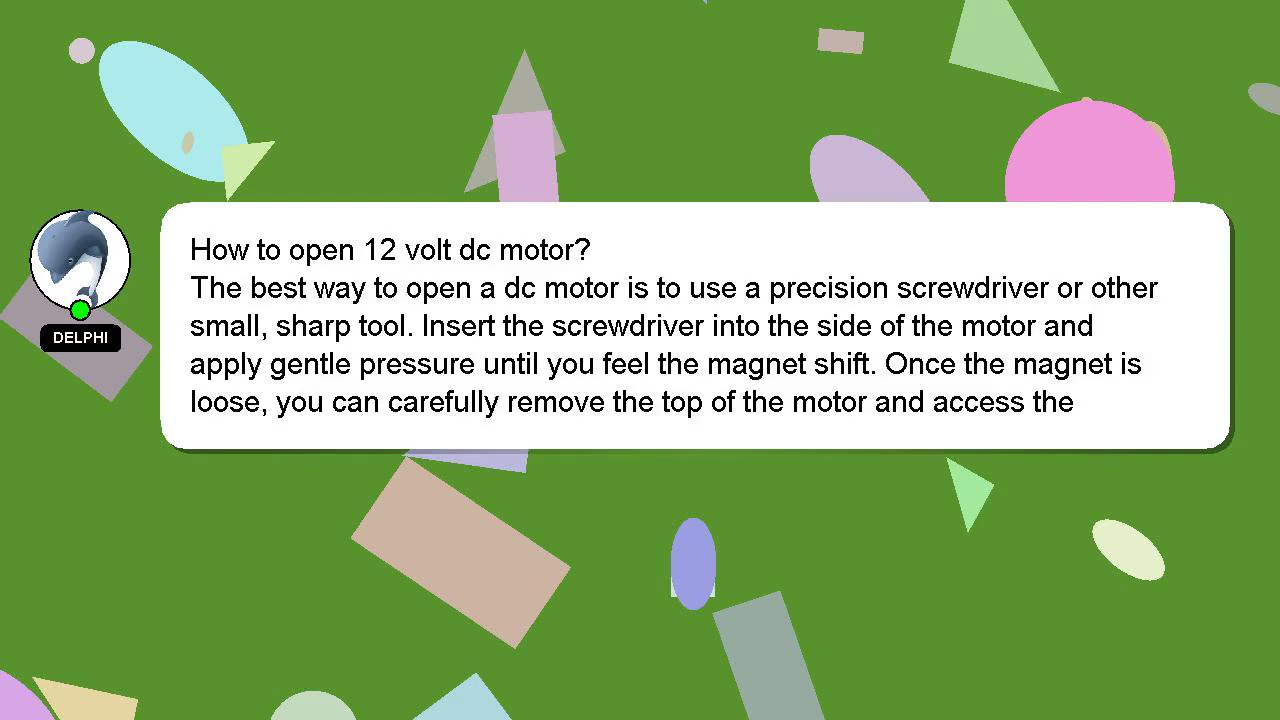 How to open 12 volt dc motor?
The best way to open a dc motor is to use a precision screwdriver or other
small, sharp tool. Insert the screwdriver into the side of the motor and
apply gentle pressure until you feel the magnet shift. Once the magnet is
loose, you can carefully remove the top of the motor and access the
DELPHI